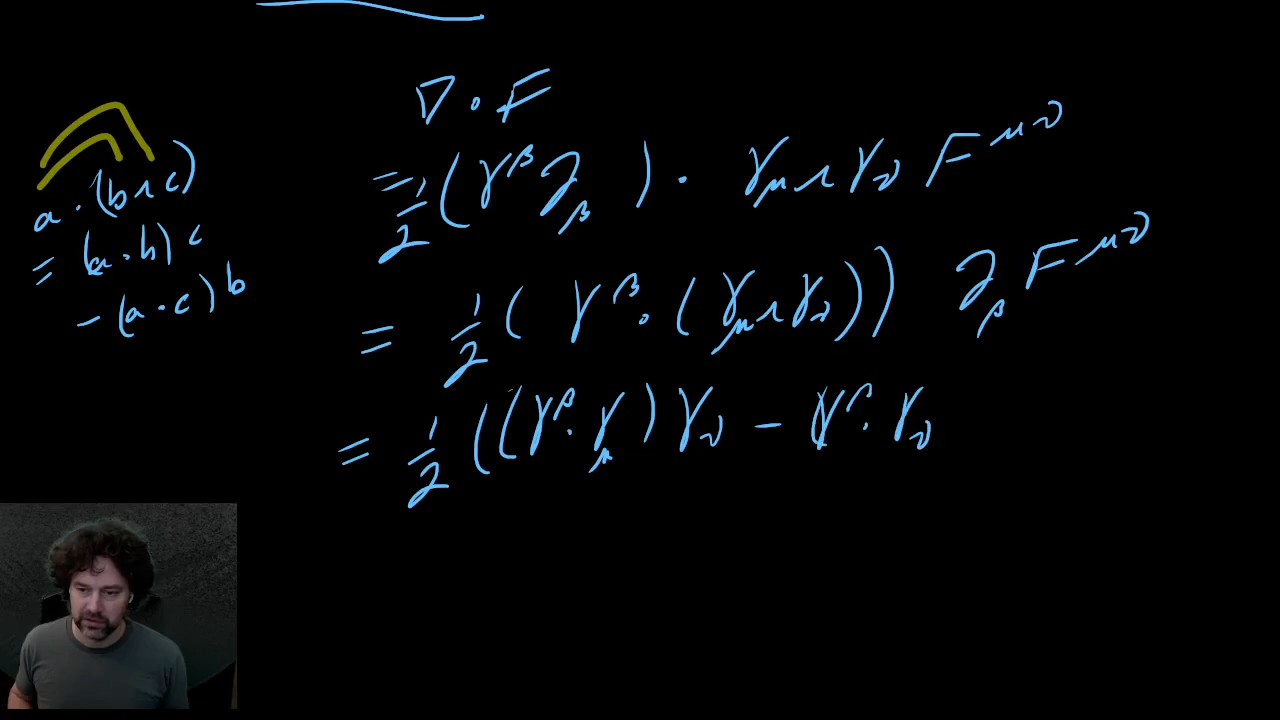 ∇ · F
a · (b ∧ c)
= (a · b) c
− (a · c) b
= 1/2 (γ^β ∂_β) · γ_μ ∧ γ_ν F^{μν}
= 1/2 (γ^β · (γ_μ ∧ γ_ν)) ∂_β F^{μν}
= 1/2 ((γ^β · γ_μ) γ_ν − (γ^β · γ_ν